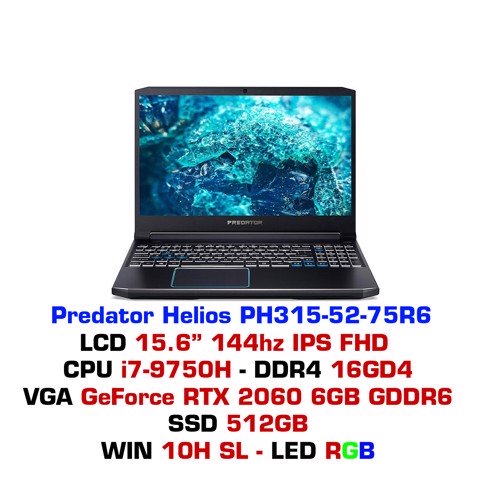 PREDATOR
Predator Helios PH315-52-75R6
LCD 15.6” 144hz IPS FHD
CPU i7-9750H - DDR4 16GD4
VGA GeForce RTX 2060 6GB GDDR6
SSD 512GB
WIN 10H SL - LED RGB